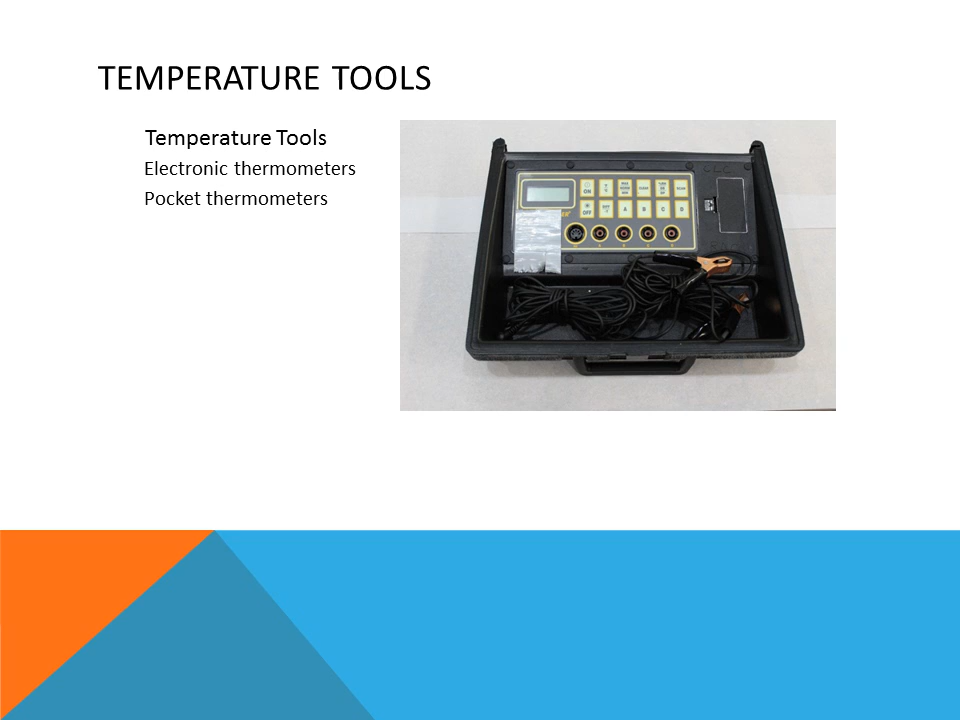 TEMPERATURE TOOLS
Temperature Tools
Electronic thermometers
Pocket thermometers
ON
OFF
A B C D